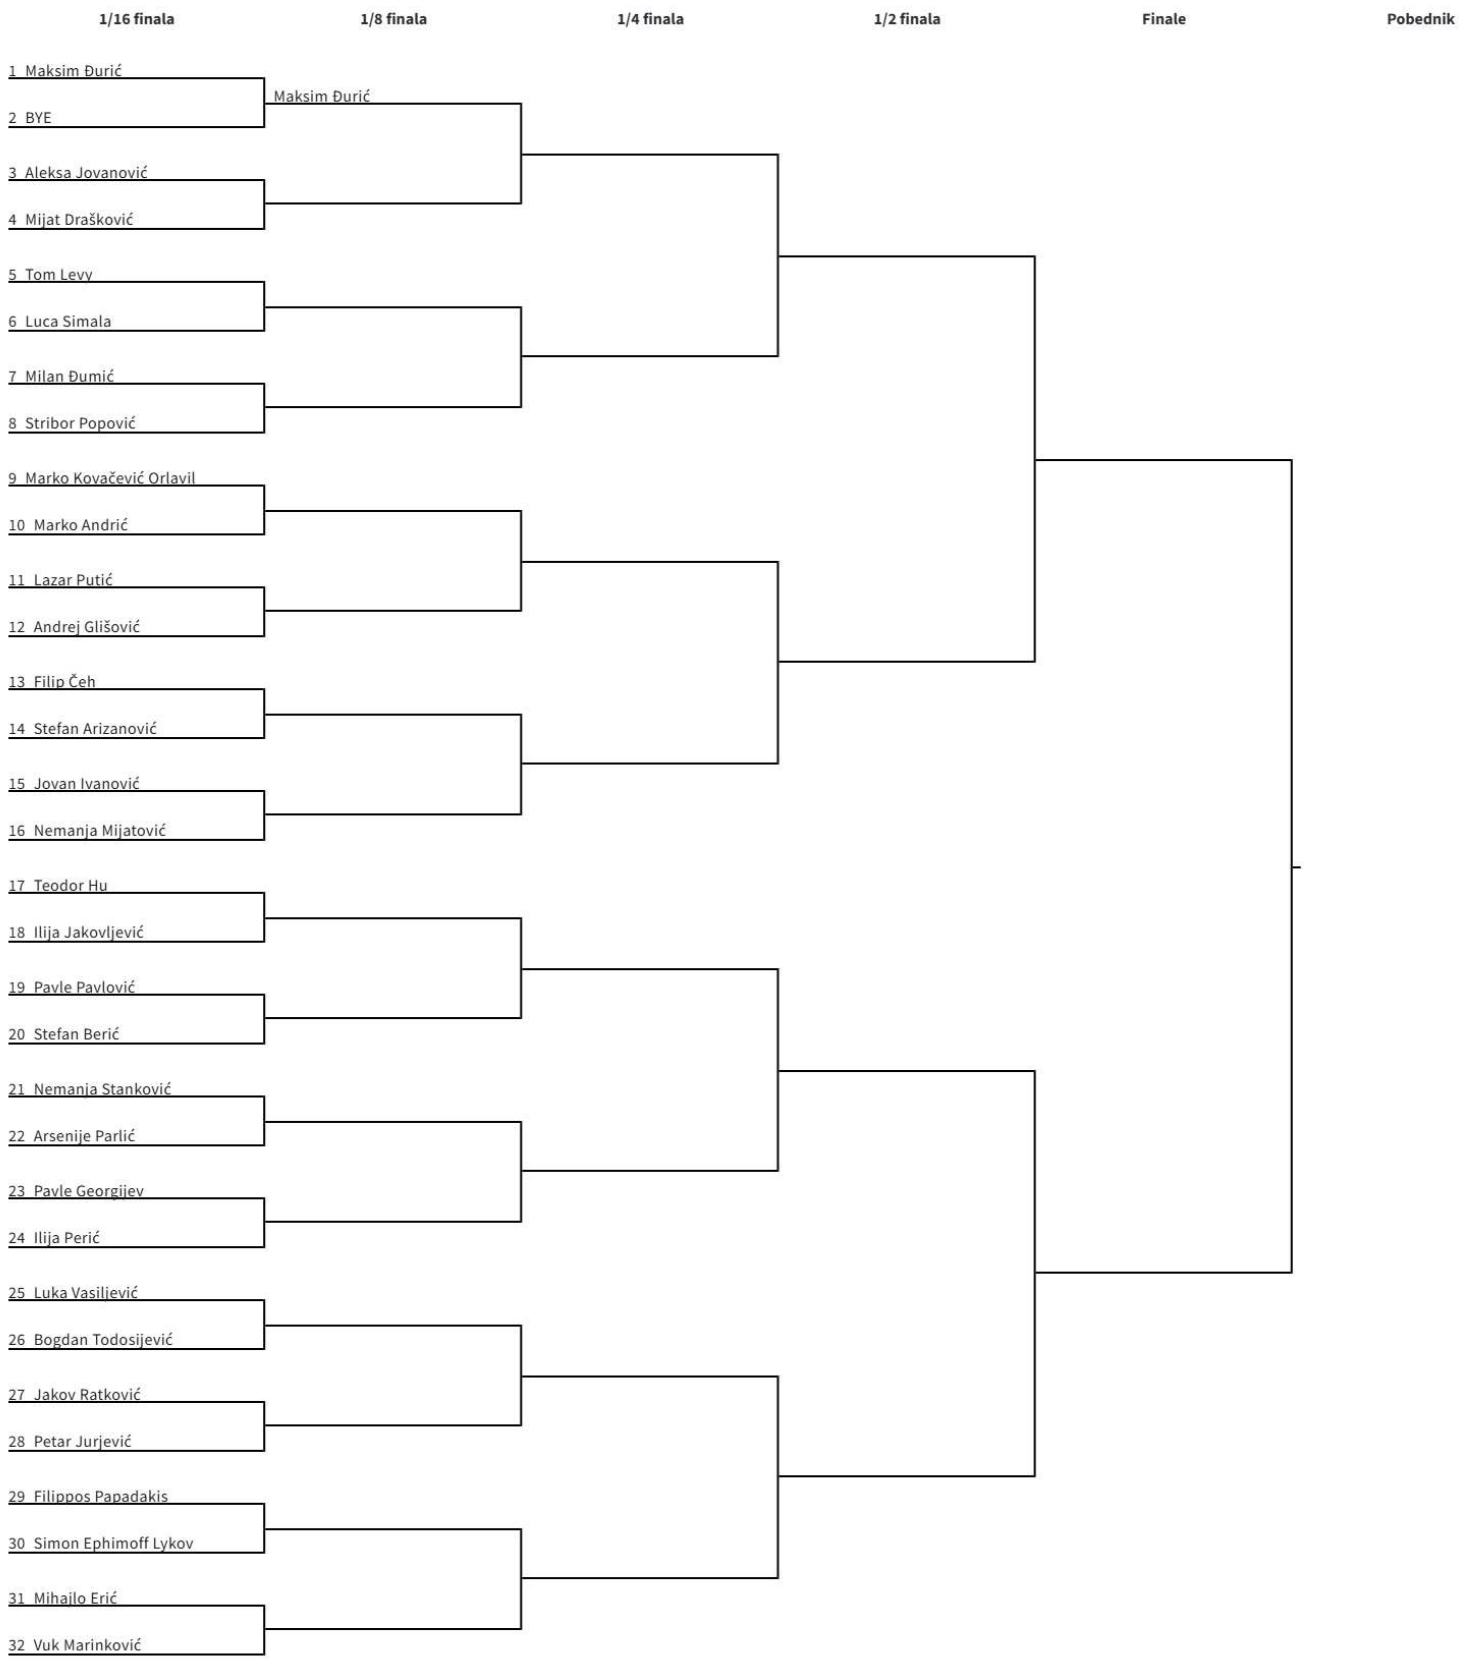 1/16 finala 1/8 finala 1/4 finala 1/2 finala Finale Pobednik
1 Maksim Đurić
Maksim Đurić
2 BYE
3 Aleksa Jovanović
4 Mijat Drašković
5 Tom Levy
6 Luca Simala
7 Milan Đumić
8 Stribor Popović
9 Marko Kovačević Orlavil
10 Marko Andrić
11 Lazar Putić
12 Andrej Glišović
13 Filip Čeh
14 Stefan Arizanović
15 Jovan Ivanović
16 Nemanja Mijatović
17 Teodor Hu
18 Ilija Jakovljević
19 Pavle Pavlović
20 Stefan Berić
21 Nemanja Stanković
22 Arsenije Parlić
23 Pavle Georgijev
24 Ilija Perić
25 Luka Vasiljević
26 Bogdan Todosijević
27 Jakov Ratković
28 Petar Jurjević
29 Filippos Papadakis
30 Simon Ephimoff Lykov
31 Mihajlo Erić
32 Vuk Marinković